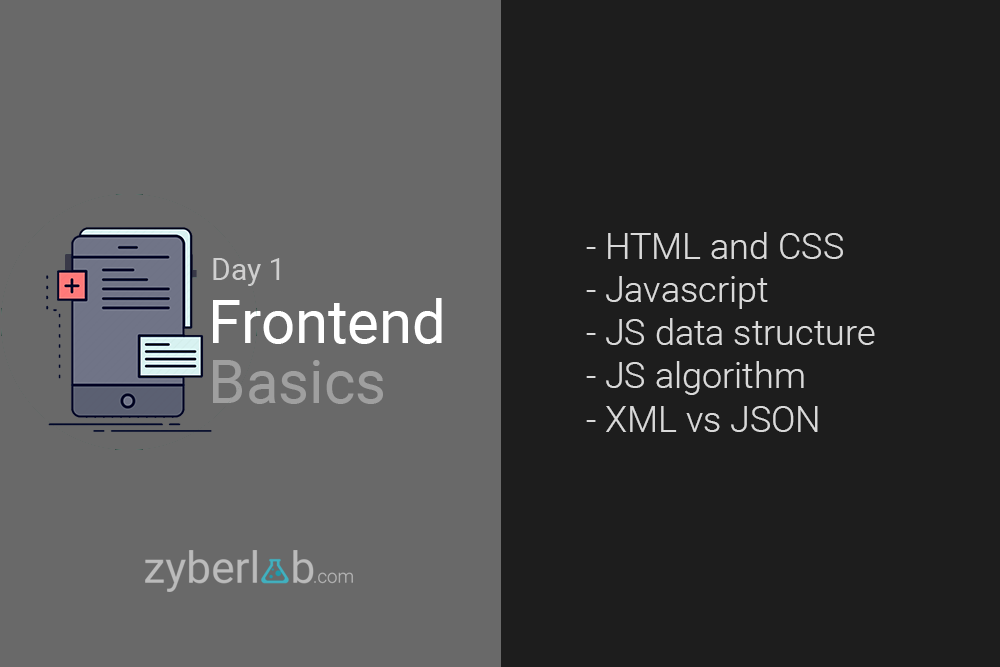 Day 1
Frontend
Basics
zyberlab.com
- HTML and CSS
- Javascript
- JS data structure
- JS algorithm
- XML vs JSON